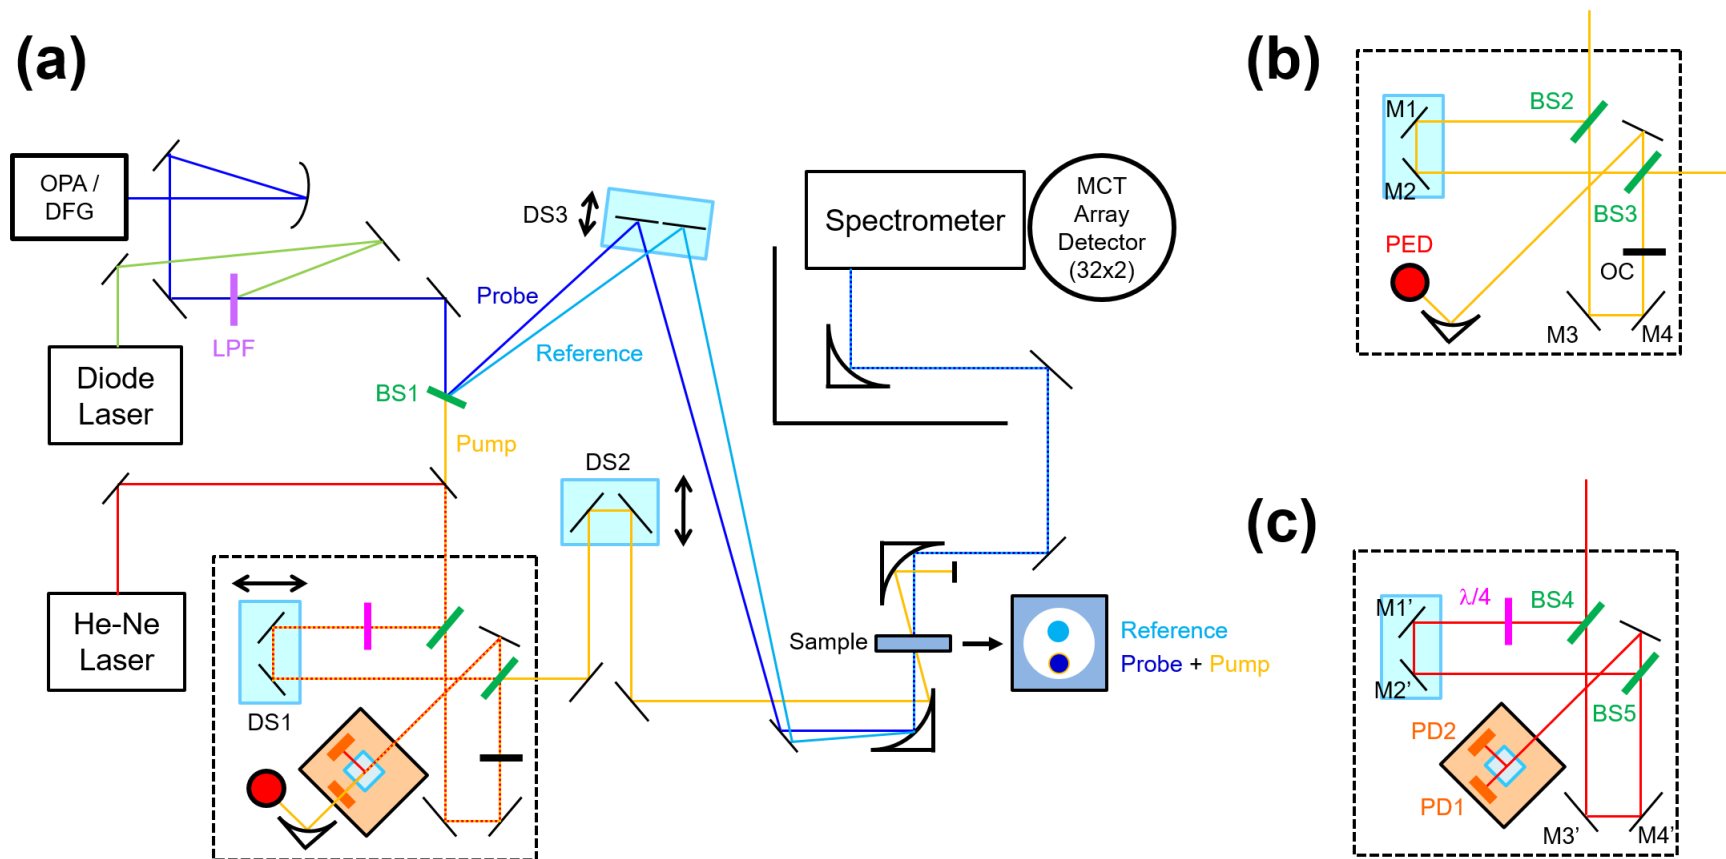 (a)
OPA /
DFG
LPF
Diode
Laser
BS1
Pump
Probe
Reference
DS3
DS2
He-Ne
Laser
DS1
Spectrometer
MCT
Array
Detector
(32x2)
Sample
Reference
Probe + Pump
(b)
M1
M2
BS2
BS3
PED
OC
M3
M4
(c)
M1’
M2’
λ/4
BS4
BS5
PD2
PD1
M3’
M4’